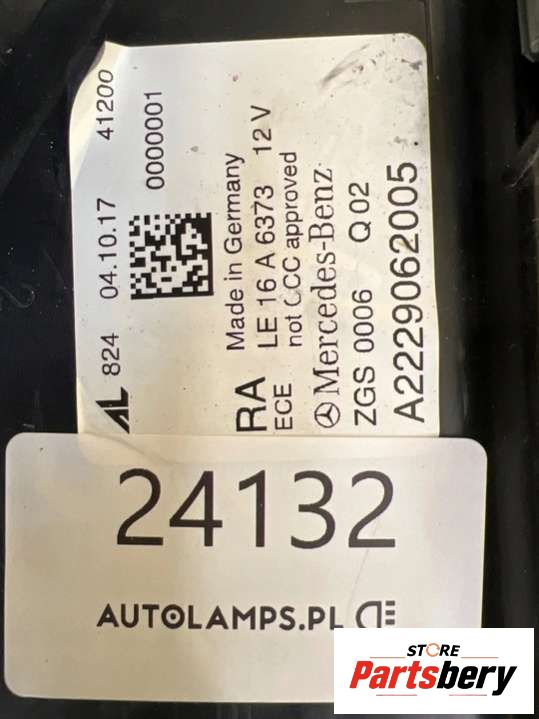 AL 824 04.10.17 41200
0000001
RA Made in Germany
ECE LE 16 A 6373 12 V
not CCC approved
Mercedes-Benz
ZGS 0006 Q 02
A2229062005
24132
AUTOLAMPS.PL
STORE
Partsbery